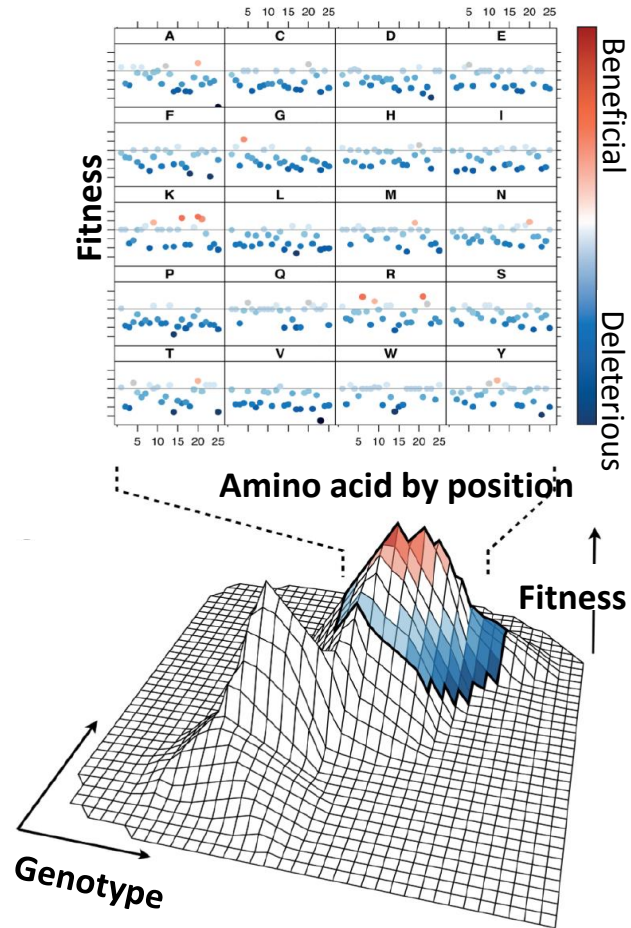 5 10 15 20 25 5 10 15 20 25
A C D E
F G H I
K L M N
P Q R S
T V W Y
5 10 15 20 25 5 10 15 20 25
Fitness
Beneficial
Deleterious
Amino acid by position
Fitness
Genotype